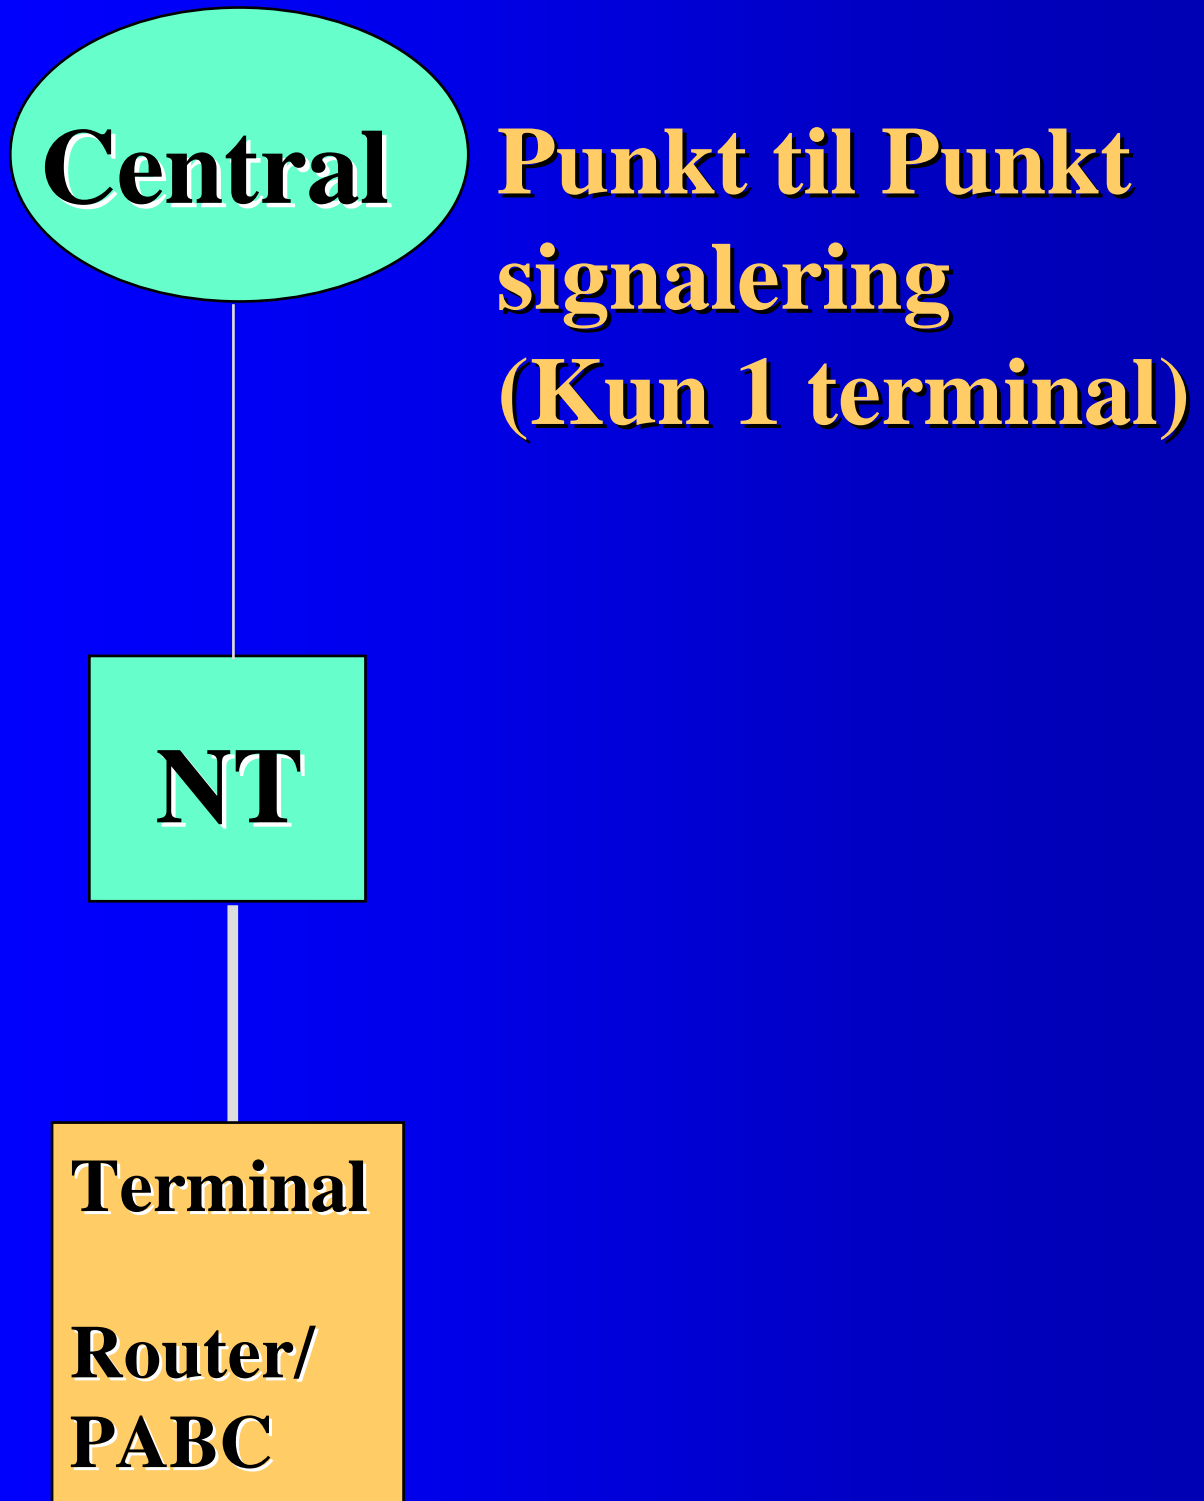 Central
Punkt til Punkt
signalering
(Kun 1 terminal)
NT
Terminal
Router/
PABC